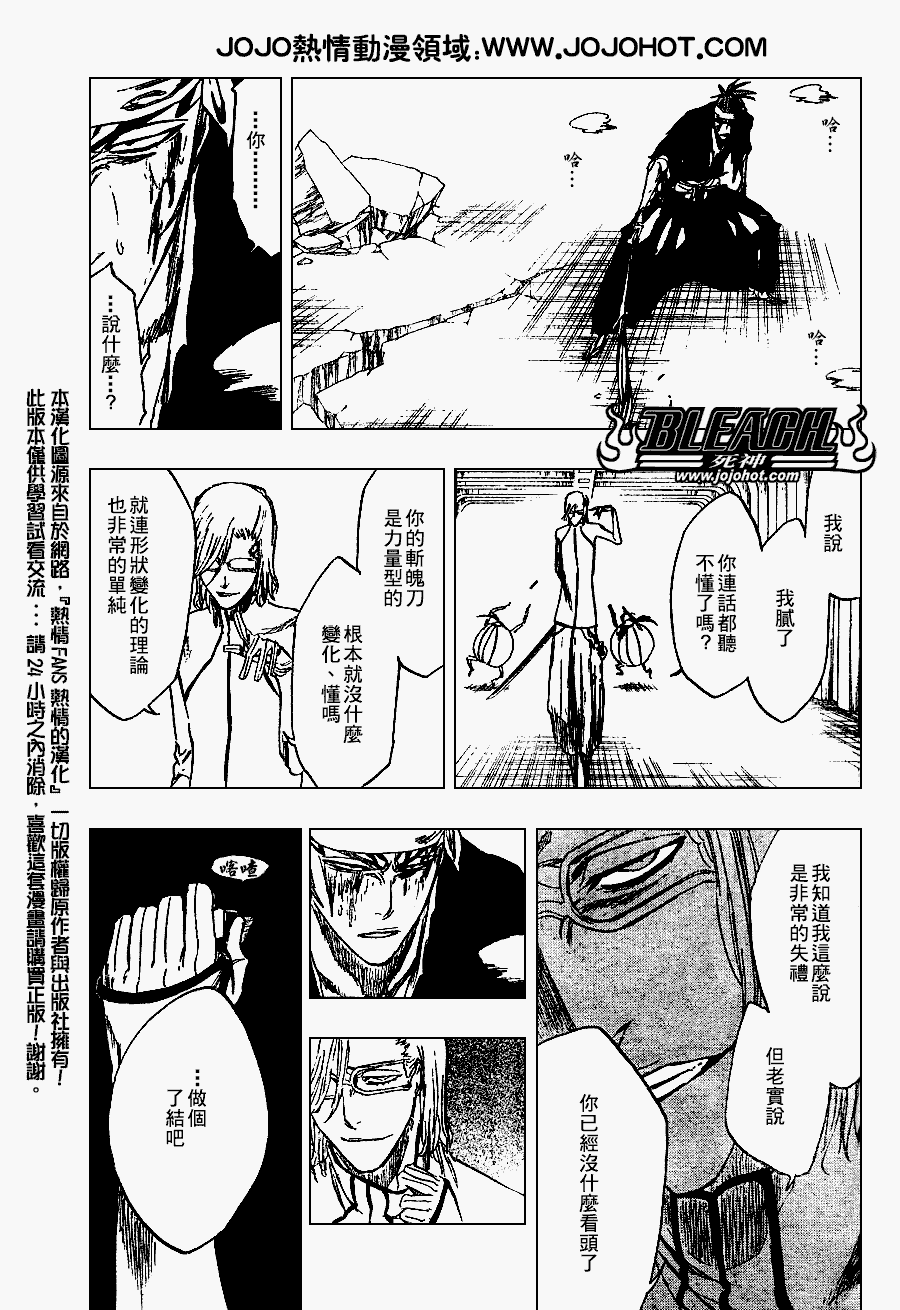 JOJO熱情動漫領域:WWW.JOJOHOT.COM
哈…
哈…
哈…
…你………
…說什麼…?
BLEACH
死神
www.jojohot.com
我說
我膩了
你連話都聽
不懂了嗎?
你的斬魄刀
是力量型的
根本就沒什麼
變化、懂嗎
就連形狀變化的理論
也非常的單純
我知道我這麼說
是非常的失禮
但老實說
你已經沒什麼看頭了
喀喳
…做個
了結吧
本漢化圖源來自於網路,『熱情FANS 熱情的漢化』一切版權歸原作者與出版社擁有!
此版本僅供學習試看交流...請 24 小時之內消除,喜歡這套漫畫請購買正版!謝謝。